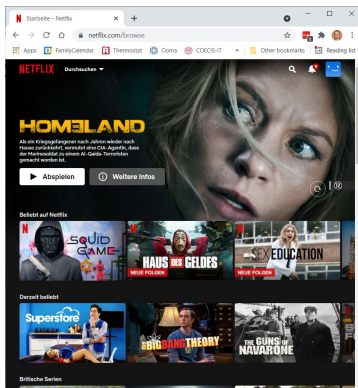 Startseite – Netflix
netflix.com/browse
Apps
FamilyCalendar
Thermostat
Ooma
CDECIS-IT
»
Other bookmarks
Reading list
NETFLIX
Durchsuchen
HOMELAND
Als ein Kriegsgefangener nach Jahren wieder nach
Hause zurückkehrt, vermutet eine CIA-Agentin, dass
der Marinesoldat zu einem Al-Qaida-Terroristen
gemacht worden ist.
Abspielen
Weitere Infos
Beliebt auf Netflix
N
SQUID
GAME
N
HAUS DES GELDES
NEUE FOLGEN
N
SEX EDUCATION
NEUE FOLGEN
Derzeit beliebt
Superstore
THE BIG BANG THEORY
THE GUNS OF
NAVARONE
Britische Serien